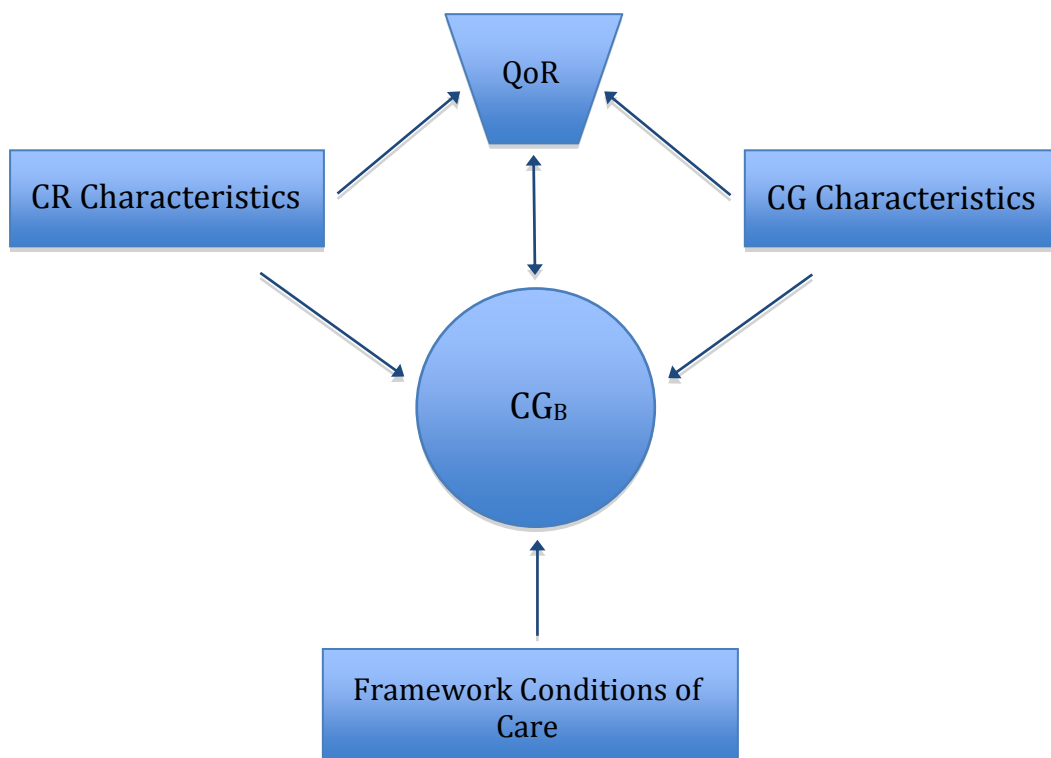 QoR
CR Characteristics
CG Characteristics
CGB
Framework Conditions of
Care